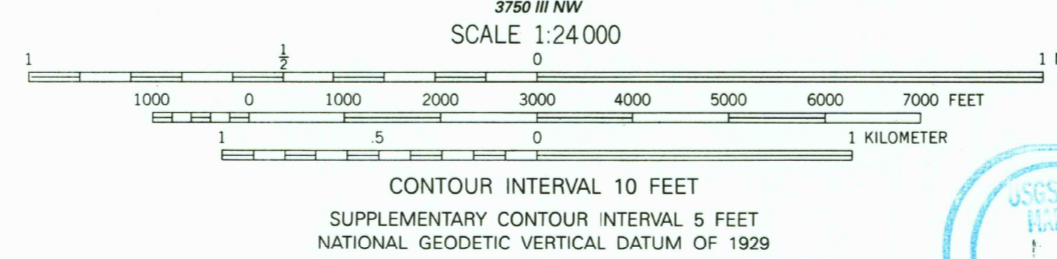 3750 III NW
SCALE 1:24 000
1 ½ 0 1
1000 0 1000 2000 3000 4000 5000 6000 7000 FEET
1 .5 0 1 KILOMETER
CONTOUR INTERVAL 10 FEET
SUPPLEMENTARY CONTOUR INTERVAL 5 FEET
NATIONAL GEODETIC VERTICAL DATUM OF 1929
USGS